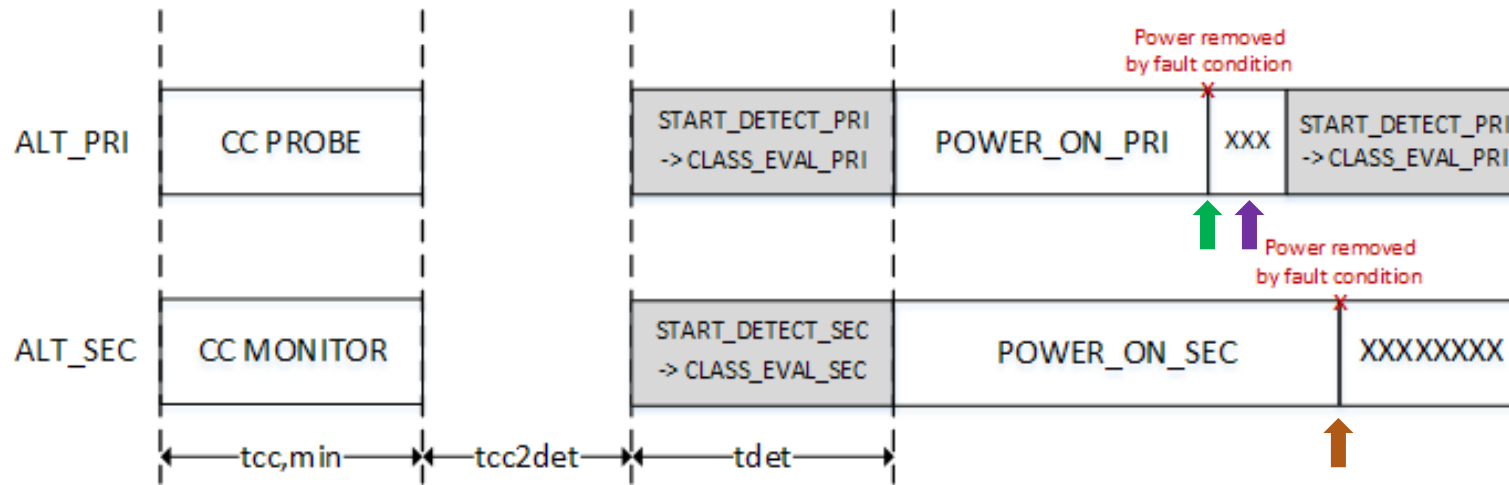 Power removed
by fault condition
X
ALT_PRI
CC PROBE
START_DETECT_PRI
-> CLASS_EVAL_PRI
POWER_ON_PRI
XXX
START_DETECT_PRI
-> CLASS_EVAL_PRI
Power removed
by fault condition
X
ALT_SEC
CC MONITOR
START_DETECT_SEC
-> CLASS_EVAL_SEC
POWER_ON_SEC
XXXXXXXX
tcc,min
tcc2det
tdet